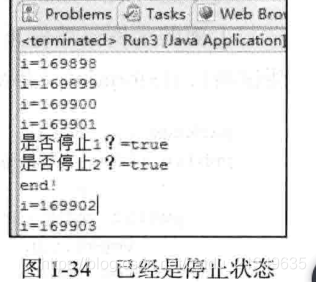 Problems Tasks Web Brow
<terminated> Run3 [Java Application]
i=169898
i=169899
i=169900
i=169901
是否停止1？=true
是否停止2？=true
end!
i=169902
i=169903
图1-34 已经是停止状态